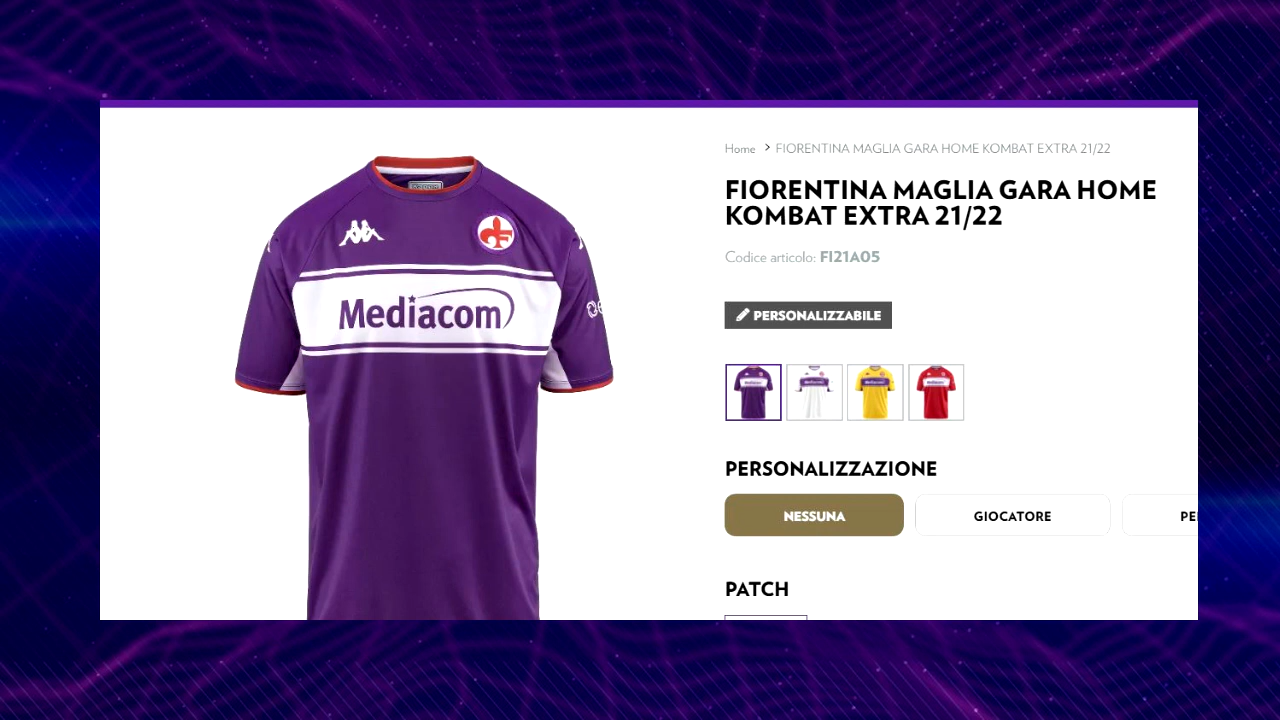 Home > FIORENTINA MAGLIA GARA HOME KOMBAT EXTRA 21/22
FIORENTINA MAGLIA GARA HOME
KOMBAT EXTRA 21/22
Codice articolo: FI21A05
PERSONALIZZABILE
Mediacom
PERSONALIZZAZIONE
NESSUNA
GIOCATORE
PATCH